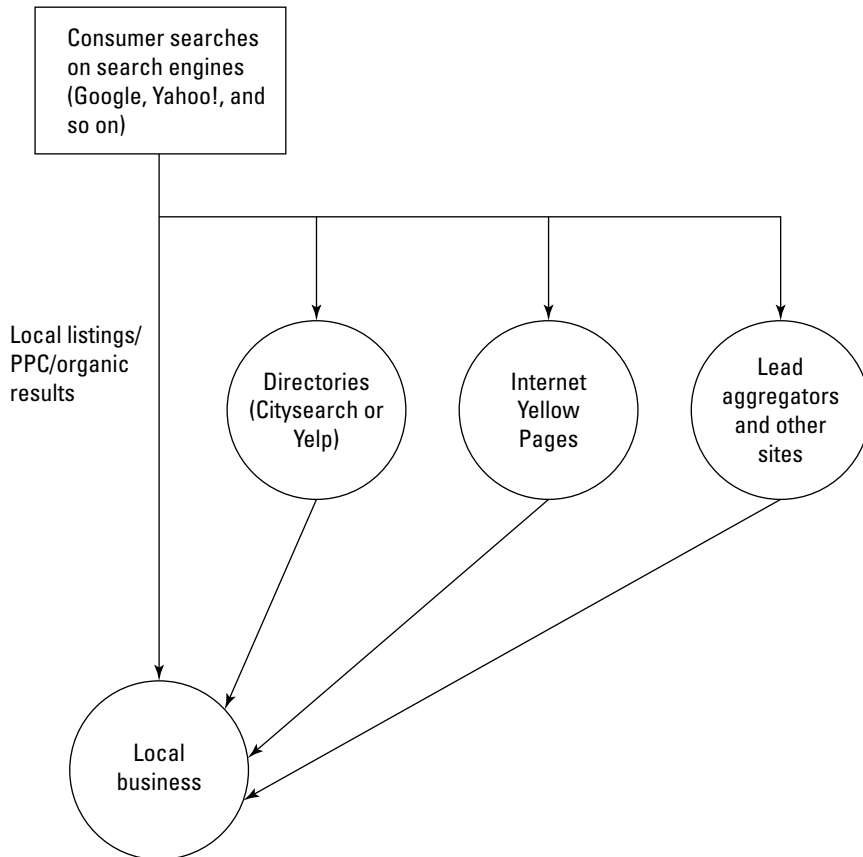 Consumer searches
on search engines
(Google, Yahoo!, and
so on)
Local listings/
PPC/organic
results
Directories
(Citysearch or
Yelp)
Internet
Yellow
Pages
Lead
aggregators
and other
sites
Local
business